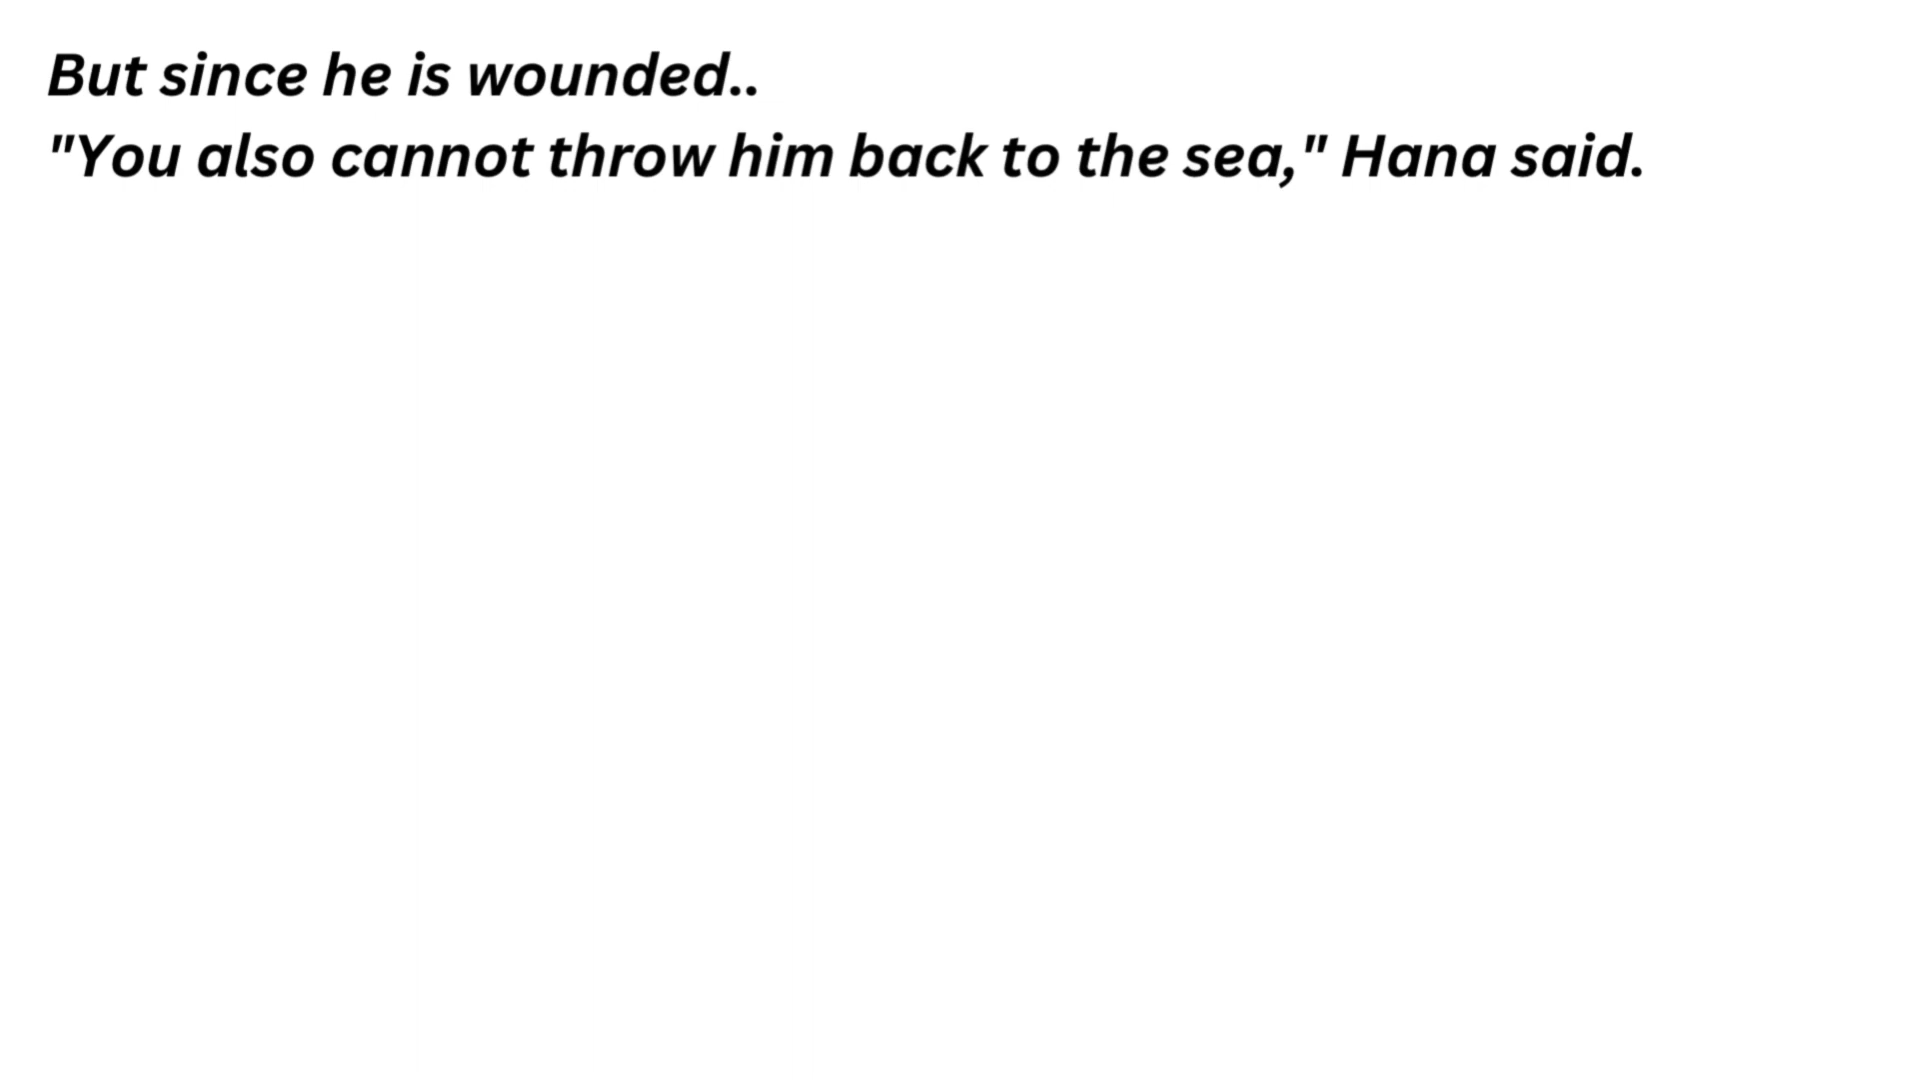 But since he is wounded..
"You also cannot throw him back to the sea," Hana said.